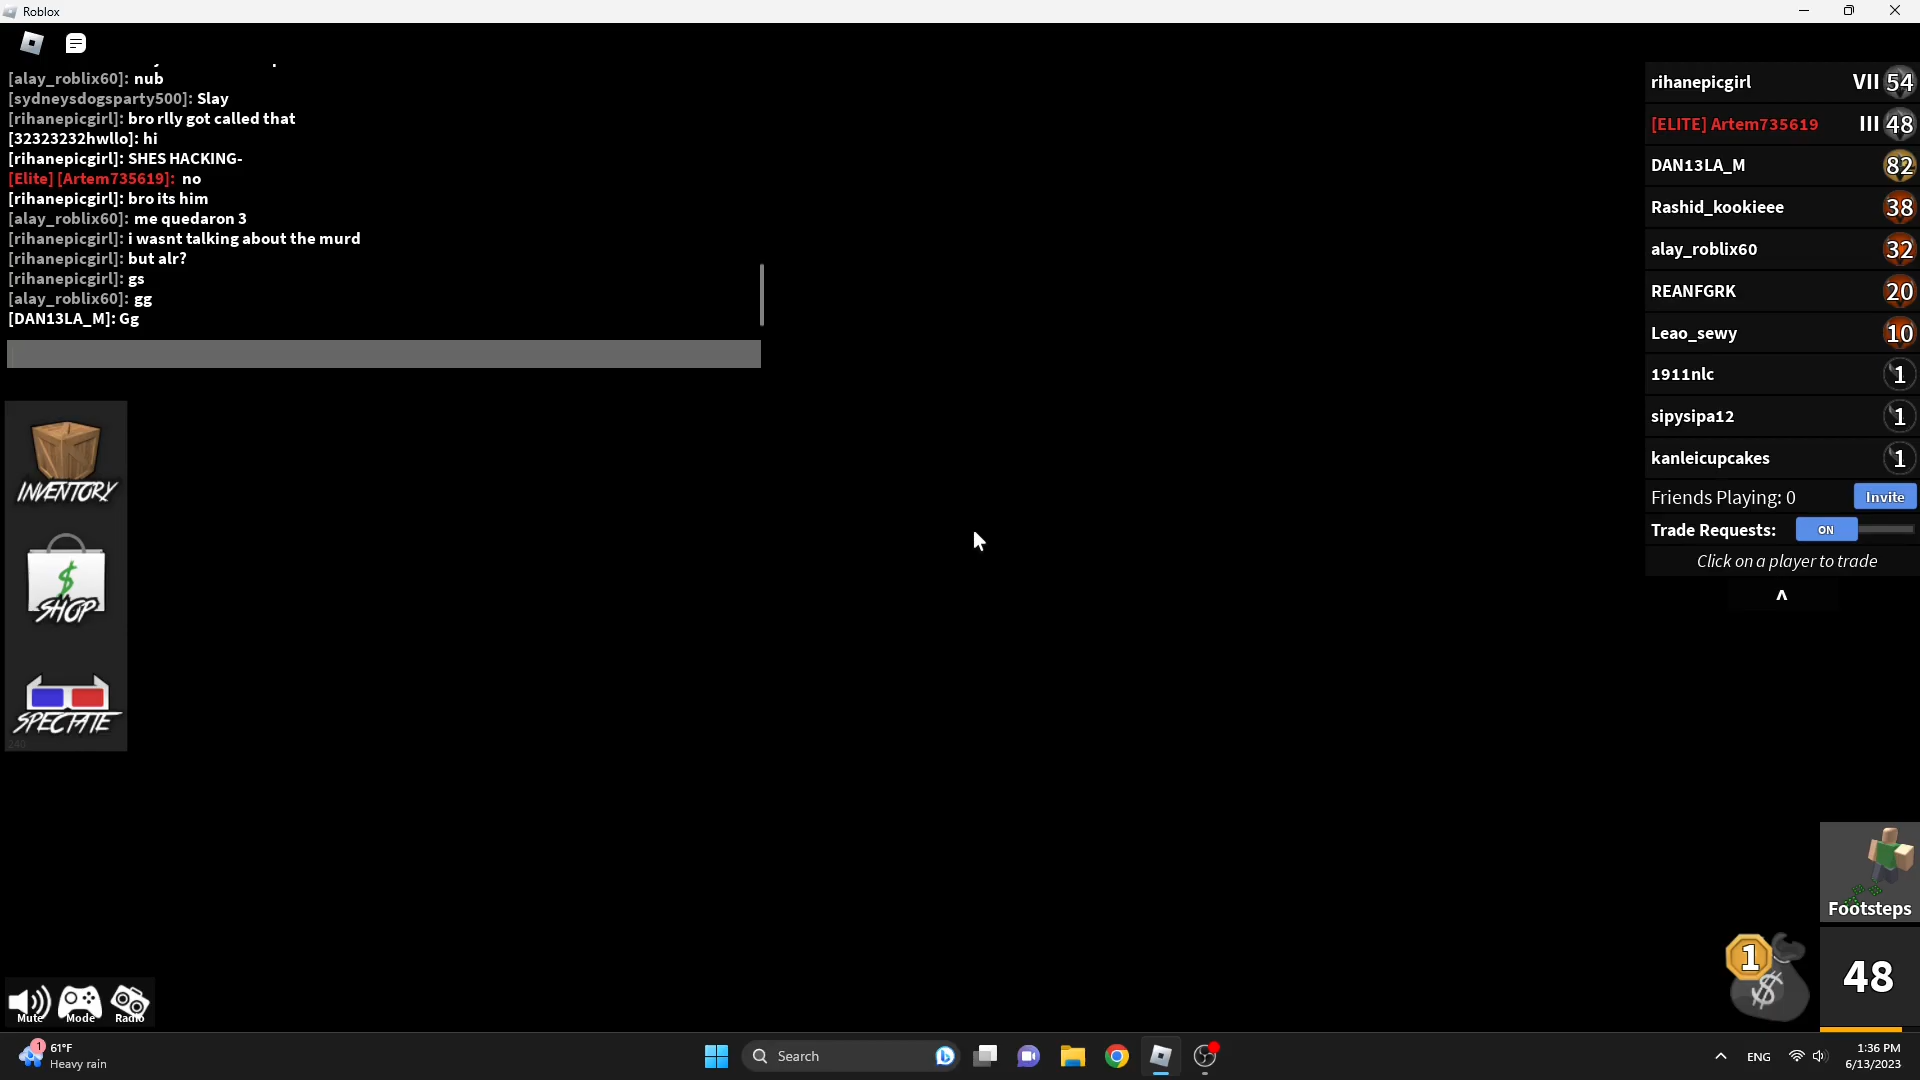 Roblox
[alay_roblix60]: nub
[sydneysdogsparty500]: Slay
[rihanepicgirl]: bro rlly got called that
[32323232hwllo]: hi
[rihanepicgirl]: SHES HACKING-
[Elite] [Artem735619]: no
[rihanepicgirl]: bro its him
[alay_roblix60]: me quedaron 3
[rihanepicgirl]: i wasnt talking about the murd
[rihanepicgirl]: but alr?
[rihanepicgirl]: gs
[alay_roblix60]: gg
[DAN13LA_M]: Gg
INVENTORY
$
SHOP
SPECTATE
240
Mute
Mode
Radio
rihanepicgirl VII 54
[ELITE] Artem735619 III 48
DAN13LA_M 82
Rashid_kookieee 38
alay_roblix60 32
REANFGRK 20
Leao_sewy 10
1911nlc 1
sipysipa12 1
kanleicupcakes 1
Friends Playing: 0 Invite
Trade Requests: ON
Click on a player to trade
^
Footsteps
1
$
48
1
61°F
Heavy rain
Search
ENG
1:36 PM
6/13/2023